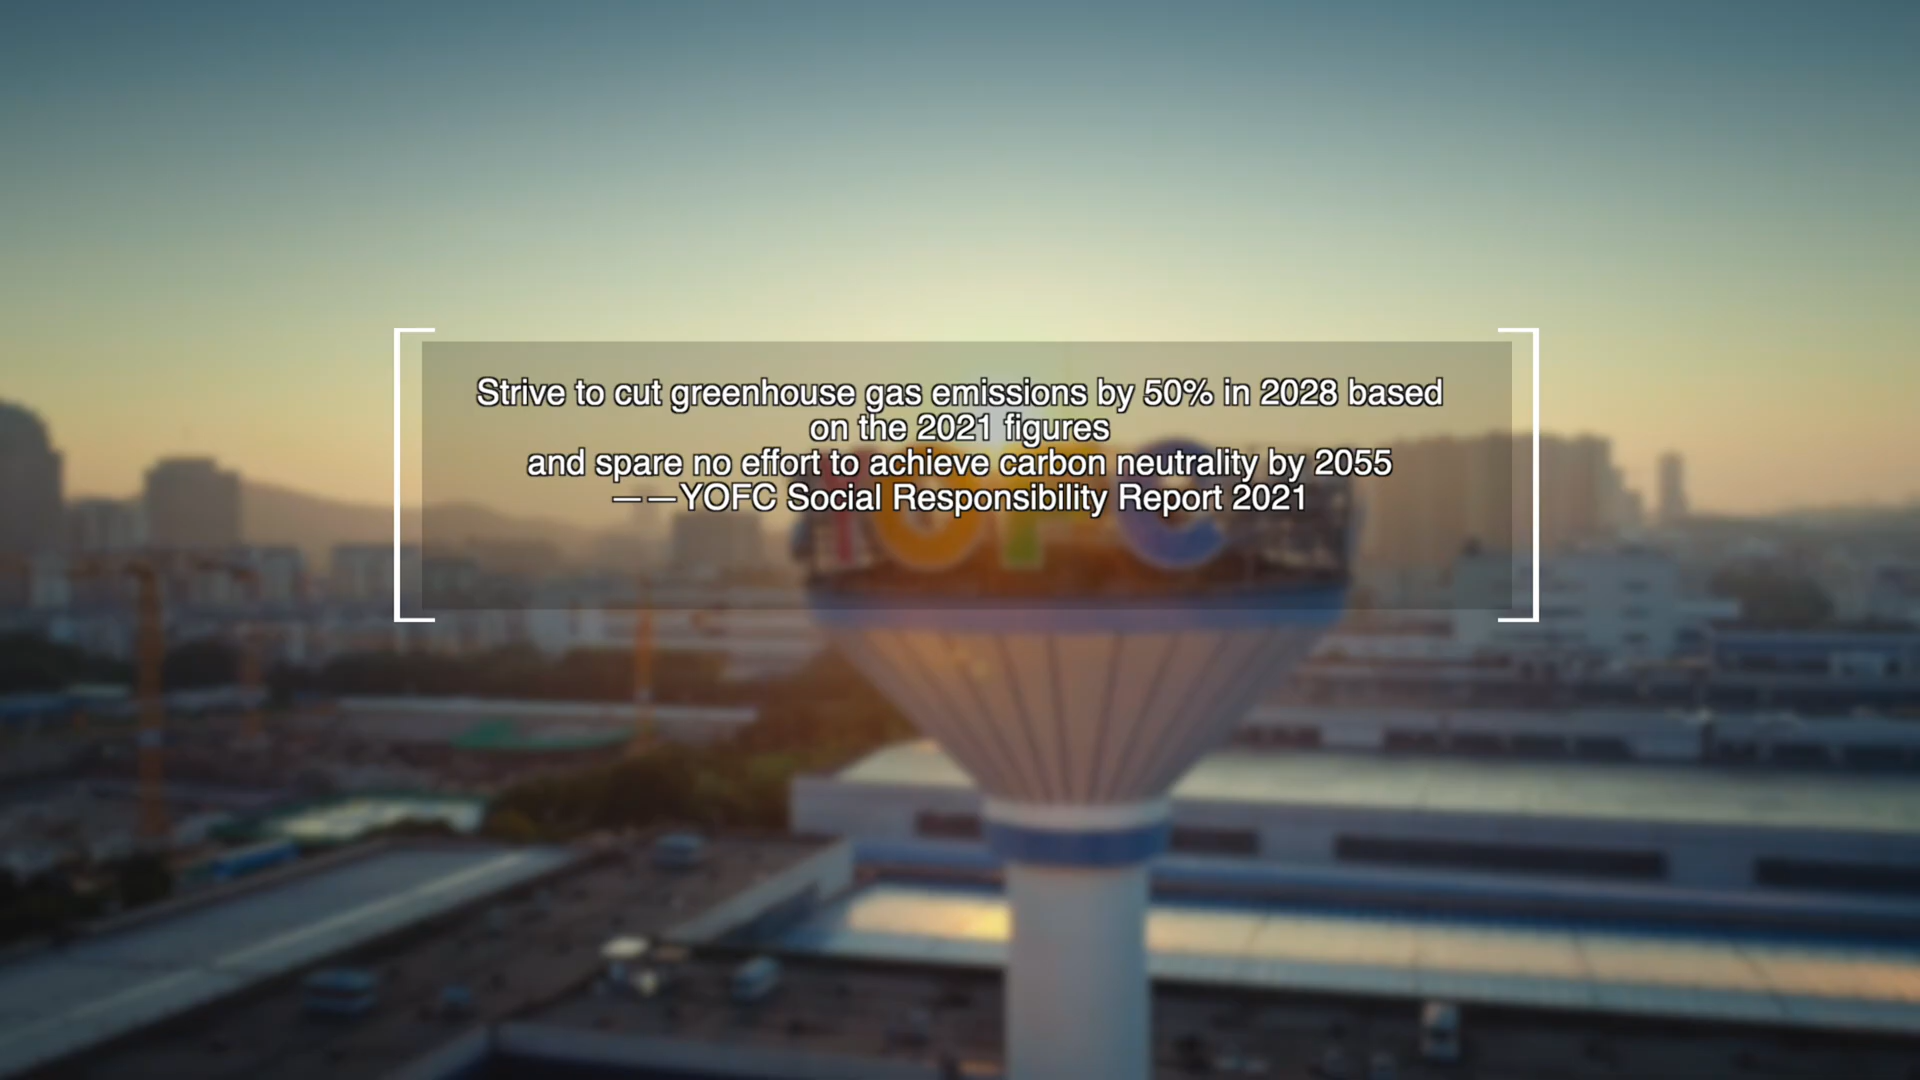 Strive to cut greenhouse gas emissions by 50% in 2028 based
on the 2021 figures
and spare no effort to achieve carbon neutrality by 2055
——YOFC Social Responsibility Report 2021
YOFC